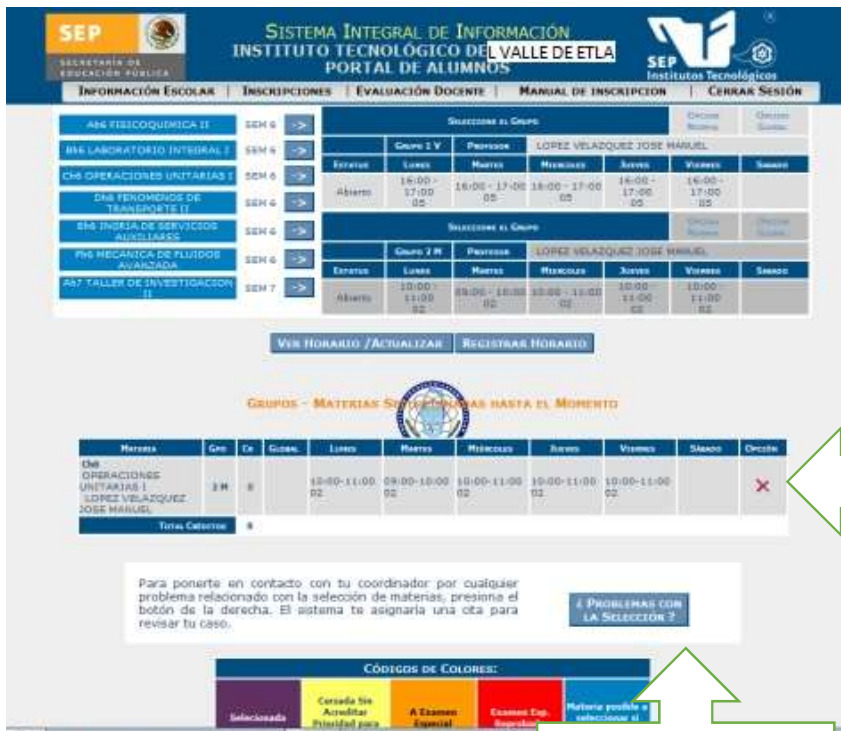 SEP
SECRETARÍA DE
EDUCACIÓN PÚBLICA
SISTEMA INTEGRAL DE INFORMACIÓN
INSTITUTO TECNOLÓGICO DEL VALLE DE ETLA
PORTAL DE ALUMNOS
SEP
Institutos Tecnológicos
INFORMACIÓN ESCOLAR | INSCRIPCIONES | EVALUACIÓN DOCENTE | MANUAL DE INSCRIPCION | CERRAR SESIÓN
Ah6 FISICOQUIMICA II SEM 6 ->
LABORATORIO INTEGRAL I SEM 6 ->
Ch6 OPERACIONES UNITARIAS I SEM 6 ->
Dh6 FENOMENOS DE TRANSPORTE II SEM 6 ->
INGRIA DE SERVICIOS AUXILIARES SEM 6 ->
MECANICA DE FLUIDOS AVANZADA SEM 6 ->
Ah7 TALLER DE INVESTIGACION II SEM 7 ->
SELECCIONE EL GRUPO
GRUPO 1 V PROFESOR LOPEZ VELAZQUEZ JOSE MANUEL
ESTATUS LUNES MARTES MIERCOLES JUEVES VIERNES SABADO
Abierto 16:00-17:00 05 16:00-17:00 05 16:00-17:00 05 16:00-17:00 05 16:00-17:00 05
SELECCIONE EL GRUPO
GRUPO 2 M PROFESOR LOPEZ VELAZQUEZ JOSE MANUEL
ESTATUS LUNES MARTES MIERCOLES JUEVES VIERNES SABADO
Abierto 10:00-11:00 02 09:00-10:00 02 10:00-11:00 02 10:00-11:00 02 10:00-11:00 02
VER HORARIO /ACTUALIZAR REGISTRAR HORARIO
GRUPOS - MATERIAS HASTA EL MOMENTO
MATERIA GPO CR GLOBAL LUNES MARTES MIÉRCOLES JUEVES VIERNES SÁBADO OPCIÓN
Ch6
OPERACIONES
UNITARIAS I
LOPEZ VELAZQUEZ
JOSE MANUEL
10:00-11:00 02 09:00-10:00 02 10:00-11:00 02 10:00-11:00 02 10:00-11:00 02
TOTAL CREDITOS
Para ponerte en contacto con tu coordinador por cualquier
problema relacionado con la selección de materias, presiona el
botón de la derecha. El sistema te asignaría una cita para
revisar tu caso.
¿ PROBLEMAS CON
LA SELECCIÓN ?
CÓDIGOS DE COLORES:
Seleccionada
Cursada Sin
Acreditar
Prioridad para
A Examen
Especial
Examen Esp.
Materia posible a
seleccionar si